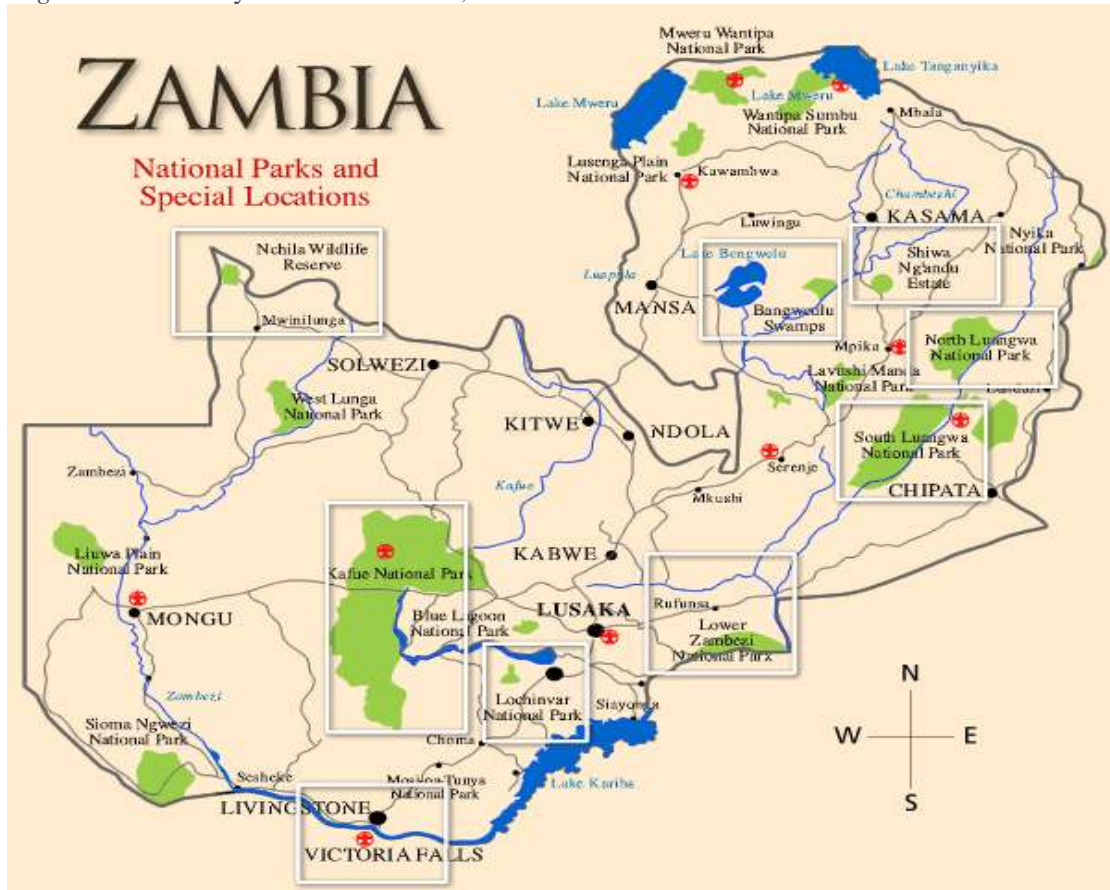 ZAMBIA
National Parks and
Special Locations
Mweru Wantipa
National Park
Lake Tanganyika
Lake Mweru
Lake Mweru
Wantipa Sumbu
National Park
Mbala
Lusenga Plain
National Park
Kawambwa
Chambeshi
Luwingu
KASAMA
Nyika
National Park
Nchila Wildlife
Reserve
Lake Bengwelu
Shiwa
Ng'andu
Estate
Luapula
MANSA
Bangweulu
Swamps
Mwinilunga
Mpika
North Luangwa
National Park
SOLWEZI
Lavushi Manda
National Park
West Lunga
National Park
KITWE
NDOLA
South Luangwa
National Park
Zambezi
Serenje
Kafue
Mkushi
CHIPATA
Liuwa Plain
National Park
KABWE
Kafue National Park
MONGU
Blue Lagoon
National Park
LUSAKA
Rufunsa
Lower
Zambezi
National Park
N
Zambezi
Lochinvar
National Park
Sioma Ngwezi
National Park
Choma
W
E
Sesheke
Mosi-oa-Tunya
National Park
Lake Kariba
S
LIVINGSTONE
VICTORIA FALLS